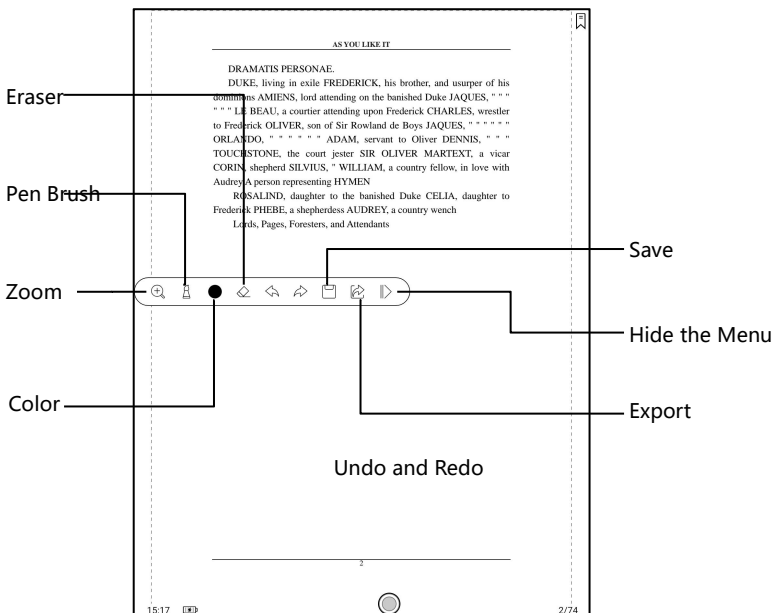 AS YOU LIKE IT
DRAMATIS PERSONAE.
DUKE, living in exile FREDERICK, his brother, and usurper of his
dominions AMIENS, lord attending on the banished Duke JAQUES, " " "
" " " LE BEAU, a courtier attending upon Frederick CHARLES, wrestler
to Frederick OLIVER, son of Sir Rowland de Boys JAQUES, " " " " " "
ORLANDO, " " " " " " ADAM, servant to Oliver DENNIS, " " "
TOUCHSTONE, the court jester SIR OLIVER MARTEXT, a vicar
CORIN, shepherd SILVIUS, " WILLIAM, a country fellow, in love with
Audrey A person representing HYMEN
ROSALIND, daughter to the banished Duke CELIA, daughter to
Frederick PHEBE, a shepherdess AUDREY, a country wench
Lords, Pages, Foresters, and Attendants
Eraser
Pen Brush
Zoom
Color
Save
Hide the Menu
Export
Undo and Redo
2
15:17
2/74